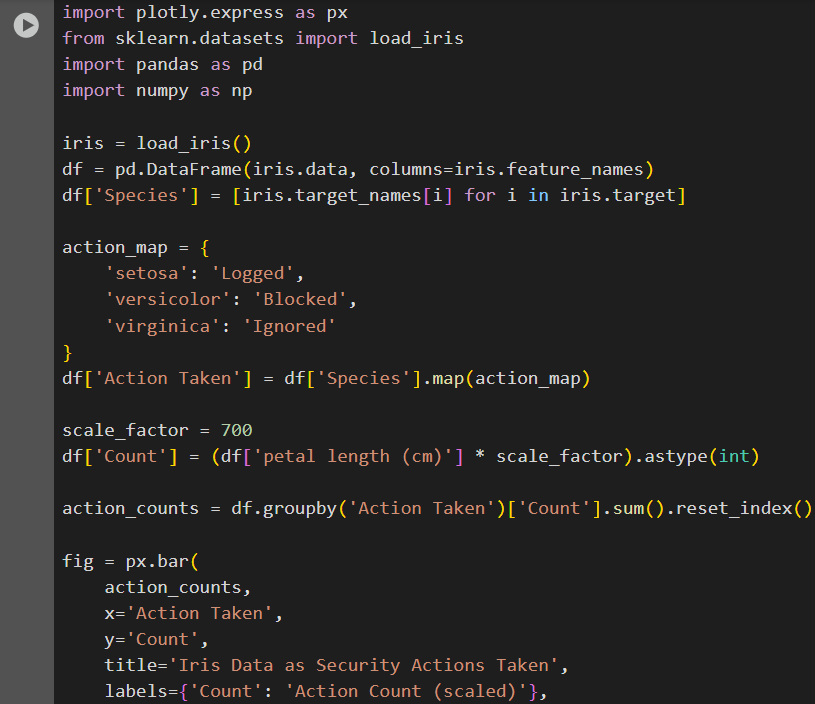 import plotly.express as px
from sklearn.datasets import load_iris
import pandas as pd
import numpy as np
iris = load_iris()
df = pd.DataFrame(iris.data, columns=iris.feature_names)
df['Species'] = [iris.target_names[i] for i in iris.target]
action_map = {
    'setosa': 'Logged',
    'versicolor': 'Blocked',
    'virginica': 'Ignored'
}
df['Action Taken'] = df['Species'].map(action_map)
scale_factor = 700
df['Count'] = (df['petal length (cm)'] * scale_factor).astype(int)
action_counts = df.groupby('Action Taken')['Count'].sum().reset_index()
fig = px.bar(
    action_counts,
    x='Action Taken',
    y='Count',
    title='Iris Data as Security Actions Taken',
    labels={'Count': 'Action Count (scaled)'},